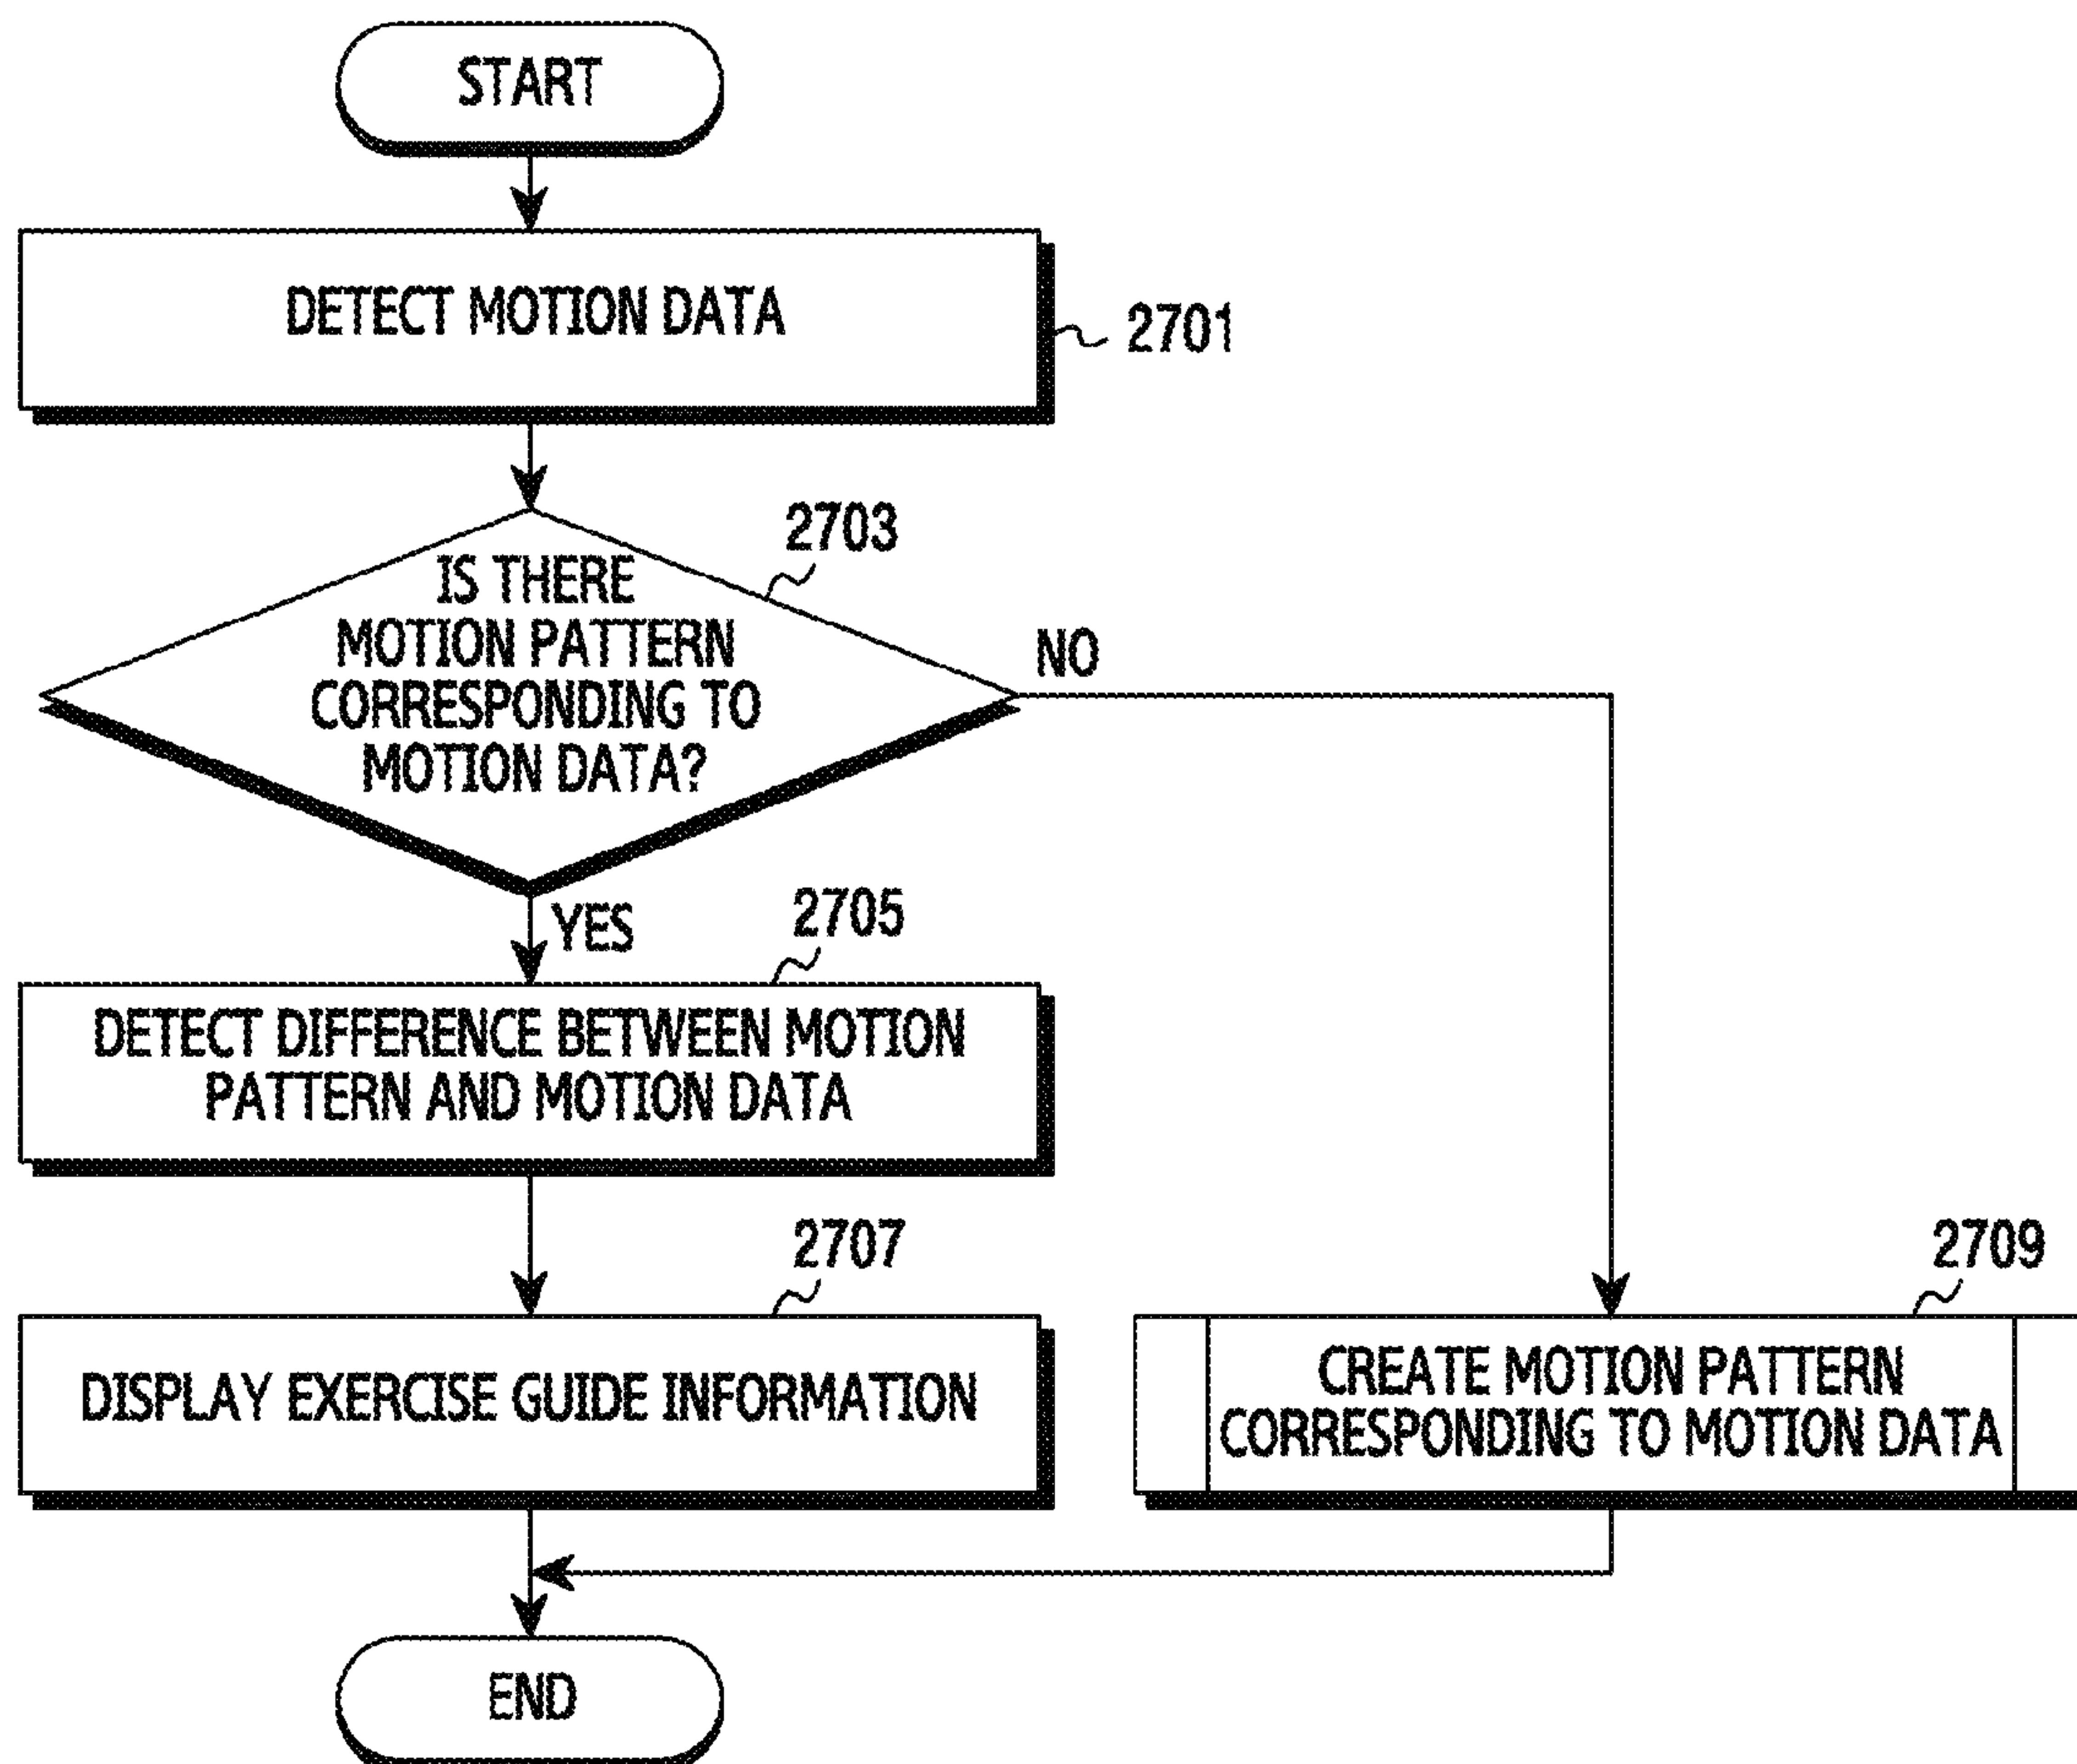 START
DETECT MOTION DATA
2701
2703
IS THERE
MOTION PATTERN
CORRESPONDING TO
MOTION DATA?
NO
YES
2705
DETECT DIFFERENCE BETWEEN MOTION
PATTERN AND MOTION DATA
2707
DISPLAY EXERCISE GUIDE INFORMATION
2709
CREATE MOTION PATTERN
CORRESPONDING TO MOTION DATA
END